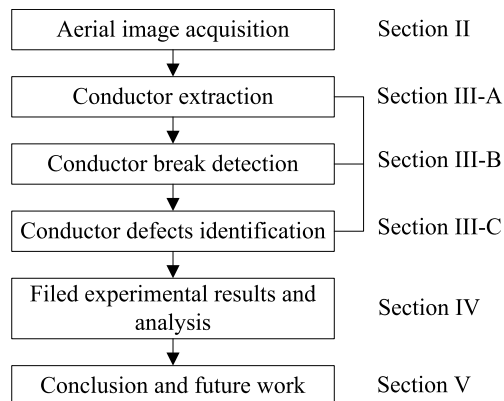 Aerial image acquisition
Section II
Conductor extraction
Section III-A
Conductor break detection
Section III-B
Conductor defects identification
Section III-C
Filed experimental results and
analysis
Section IV
Conclusion and future work
Section V